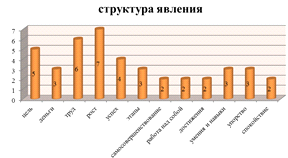 структура явления
7
6
5
4
3
2
1
0
5
3
6
7
4
3
2
2
2
3
3
2
цель
деньги
труд
рост
успех
этапы
самосовершенствование
работа над собой
достижения
умения и навыки
упорство
спокойствие